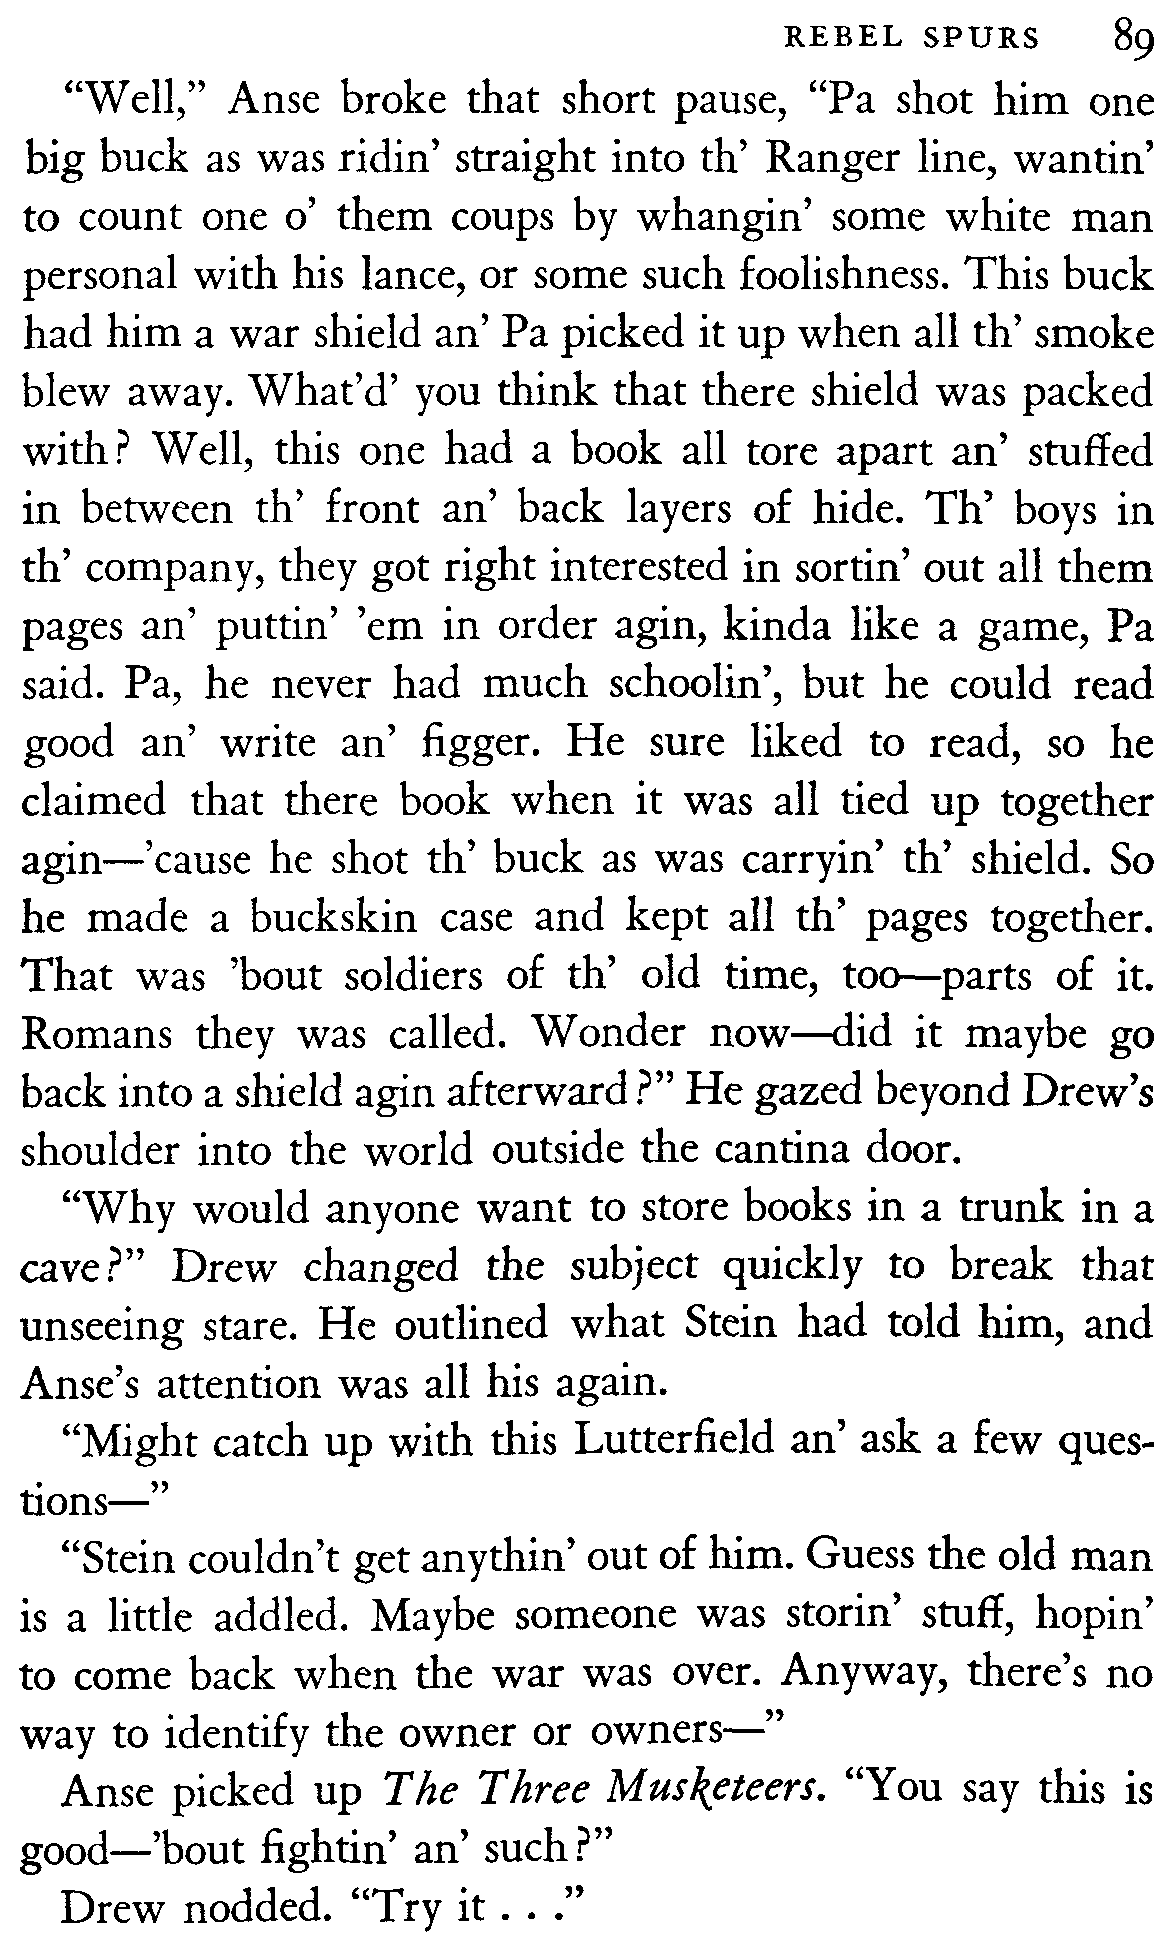 REBEL SPURS 89
“Well,” Anse broke that short pause, “Pa shot him one
big buck as was ridin’ straight into th’ Ranger line, wantin’
to count one o’ them coups by whangin’ some white man
personal with his lance, or some such foolishness. This buck
had him a war shield an’ Pa picked it up when all th’ smoke
blew away. What’d’ you think that there shield was packed
with? Well, this one had a book all tore apart an’ stuffed
in between th’ front an’ back layers of hide. Th’ boys in
th’ company, they got right interested in sortin’ out all them
pages an’ puttin’ ’em in order agin, kinda like a game, Pa
said. Pa, he never had much schoolin’, but he could read
good an’ write an’ figger. He sure liked to read, so he
claimed that there book when it was all tied up together
agin—’cause he shot th’ buck as was carryin’ th’ shield. So
he made a buckskin case and kept all th’ pages together.
That was ’bout soldiers of th’ old time, too—parts of it.
Romans they was called. Wonder now—did it maybe go
back into a shield agin afterward?” He gazed beyond Drew’s
shoulder into the world outside the cantina door.
“Why would anyone want to store books in a trunk in a
cave?” Drew changed the subject quickly to break that
unseeing stare. He outlined what Stein had told him, and
Anse’s attention was all his again.
“Might catch up with this Lutterfield an’ ask a few ques-
tions—”
“Stein couldn’t get anythin’ out of him. Guess the old man
is a little addled. Maybe someone was storin’ stuff, hopin’
to come back when the war was over. Anyway, there’s no
way to identify the owner or owners—”
Anse picked up The Three Musketeers. “You say this is
good—’bout fightin’ an’ such?”
Drew nodded. “Try it . . .”